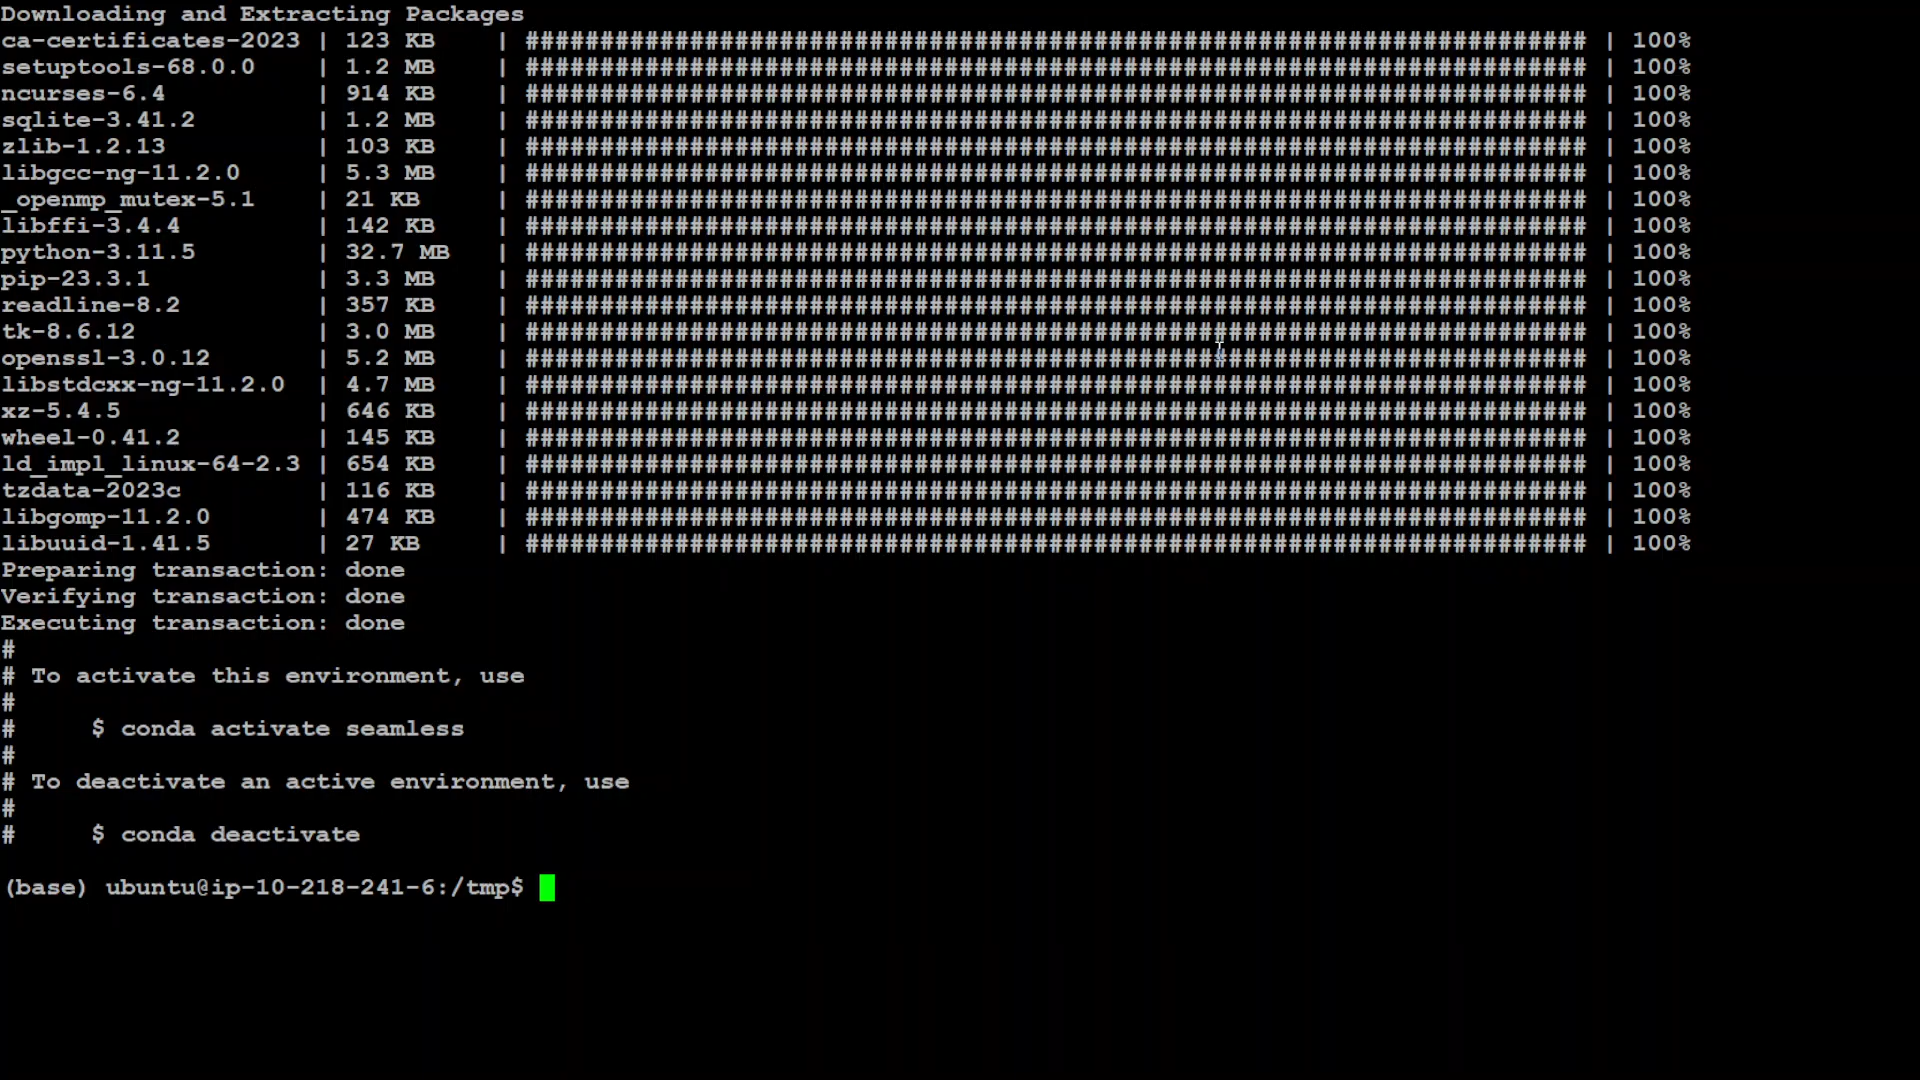 Downloading and Extracting Packages
ca-certificates-2023 | 123 KB    | ####################################################################### | 100%
setuptools-68.0.0    | 1.2 MB    | ####################################################################### | 100%
ncurses-6.4          | 914 KB    | ####################################################################### | 100%
sqlite-3.41.2        | 1.2 MB    | ####################################################################### | 100%
zlib-1.2.13          | 103 KB    | ####################################################################### | 100%
libgcc-ng-11.2.0     | 5.3 MB    | ####################################################################### | 100%
_openmp_mutex-5.1    | 21 KB     | ####################################################################### | 100%
libffi-3.4.4         | 142 KB    | ####################################################################### | 100%
python-3.11.5        | 32.7 MB   | ####################################################################### | 100%
pip-23.3.1           | 3.3 MB    | ####################################################################### | 100%
readline-8.2         | 357 KB    | ####################################################################### | 100%
tk-8.6.12            | 3.0 MB    | ####################################################################### | 100%
openssl-3.0.12       | 5.2 MB    | ####################################################################### | 100%
libstdcxx-ng-11.2.0  | 4.7 MB    | ####################################################################### | 100%
xz-5.4.5             | 646 KB    | ####################################################################### | 100%
wheel-0.41.2         | 145 KB    | ####################################################################### | 100%
ld_impl_linux-64-2.3 | 654 KB    | ####################################################################### | 100%
tzdata-2023c         | 116 KB    | ####################################################################### | 100%
libgomp-11.2.0       | 474 KB    | ####################################################################### | 100%
libuuid-1.41.5       | 27 KB     | ####################################################################### | 100%
Preparing transaction: done
Verifying transaction: done
Executing transaction: done
#
# To activate this environment, use
#
#     $ conda activate seamless
#
# To deactivate an active environment, use
#
#     $ conda deactivate
(base) ubuntu@ip-10-218-241-6:/tmp$